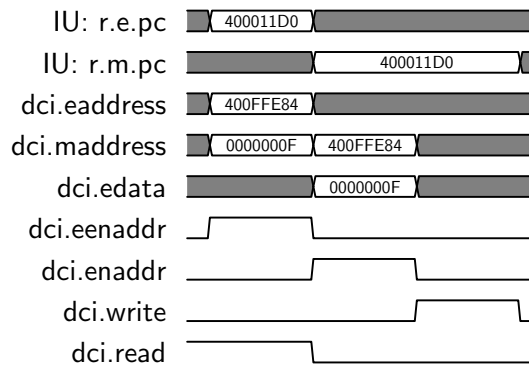 IU: r.e.pc 400011D0
IU: r.m.pc 400011D0
dci.eaddress 400FFE84
dci.maddress 0000000F 400FFE84
dci.edata 0000000F
dci.eenaddr
dci.enaddr
dci.write
dci.read